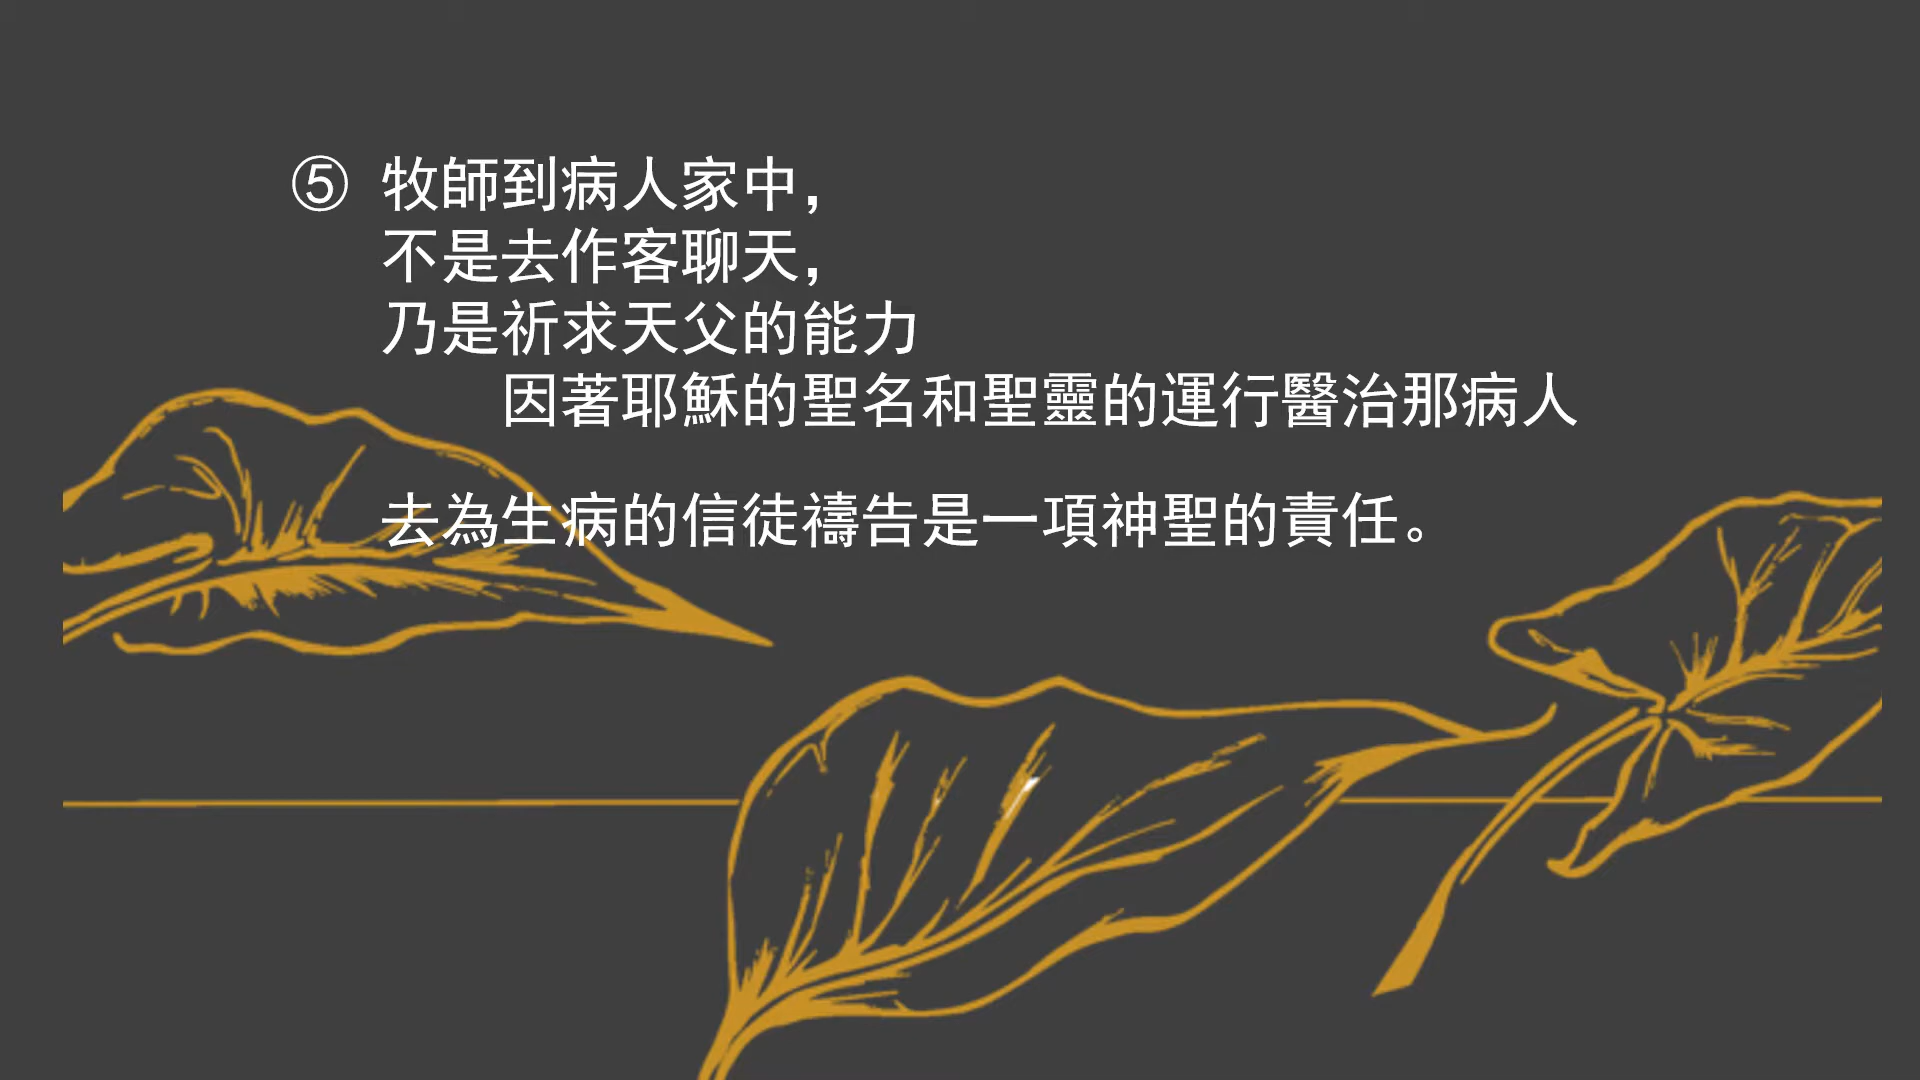 ⑤ 牧師到病人家中，
不是去作客聊天，
乃是祈求天父的能力
因著耶穌的聖名和聖靈的運行醫治那病人
去為生病的信徒禱告是一項神聖的責任。